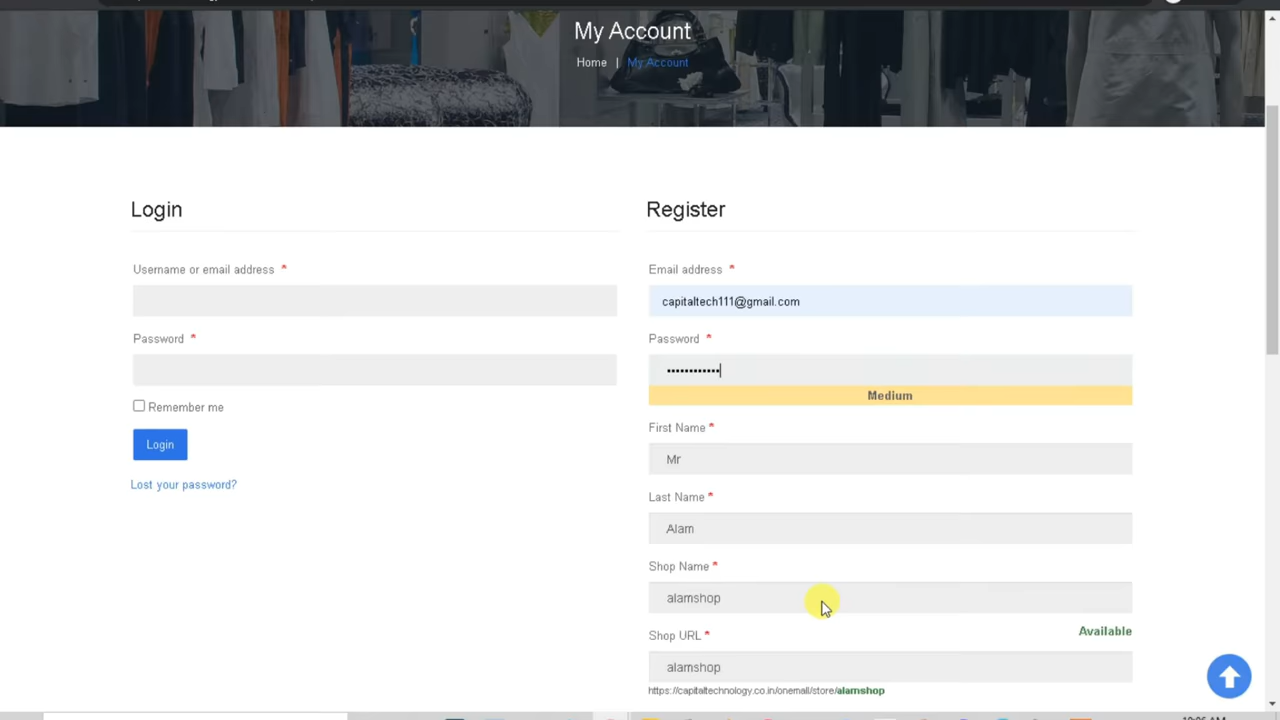 My Account
Home | My Account
Login
Username or email address *
Password *
Remember me
Login
Lost your password?
Register
Email address *
capitaltech111@gmail.com
Password *
••••••••••••
Medium
First Name *
Mr
Last Name *
Alam
Shop Name *
alamshop
Shop URL *
Available
alamshop
https://capitaltechnology.co.in/onemall/store/alamshop